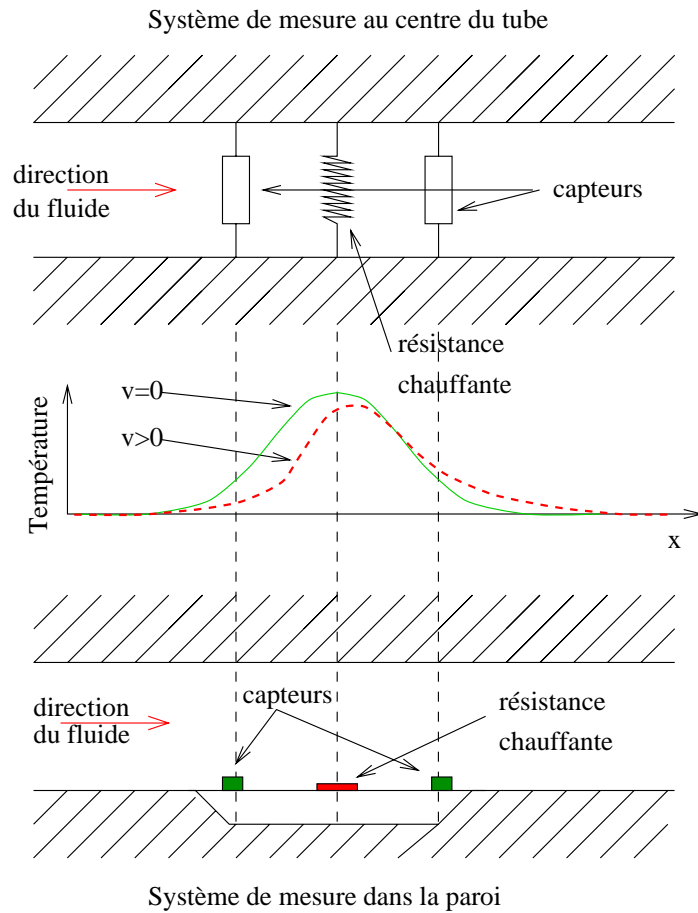 Système de mesure au centre du tube
direction
du fluide
capteurs
résistance
chauffante
v=0
v>0
Température
x
capteurs
direction
du fluide
résistance
chauffante
Système de mesure dans la paroi